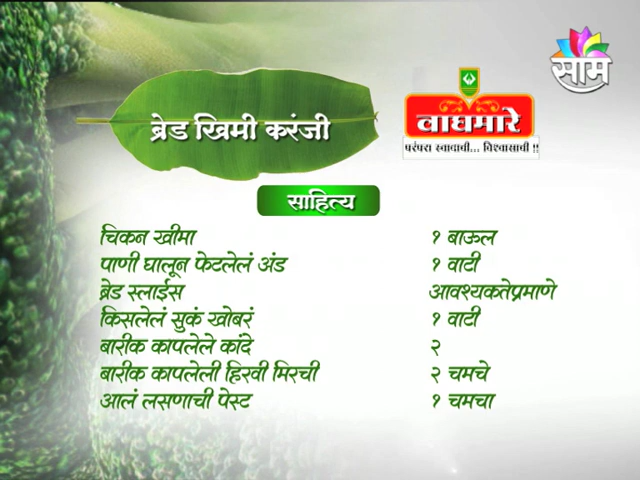 साम
ब्रेड खिमी करंजी
वाघमारे
परंपरा स्वादाची... विश्वासाची !!
साहित्य
चिकन खीमा १ बाऊल
पाणी घालून फेटलेलं अंड १ वाटी
ब्रेड स्लाईस आवश्यकतेप्रमाणे
किसलेलं सुकं खोबरं १ वाटी
बारीक कापलेले कांदे २
बारीक कापलेली हिरवी मिरची २ चमचे
आलं लसणाची पेस्ट १ चमचा